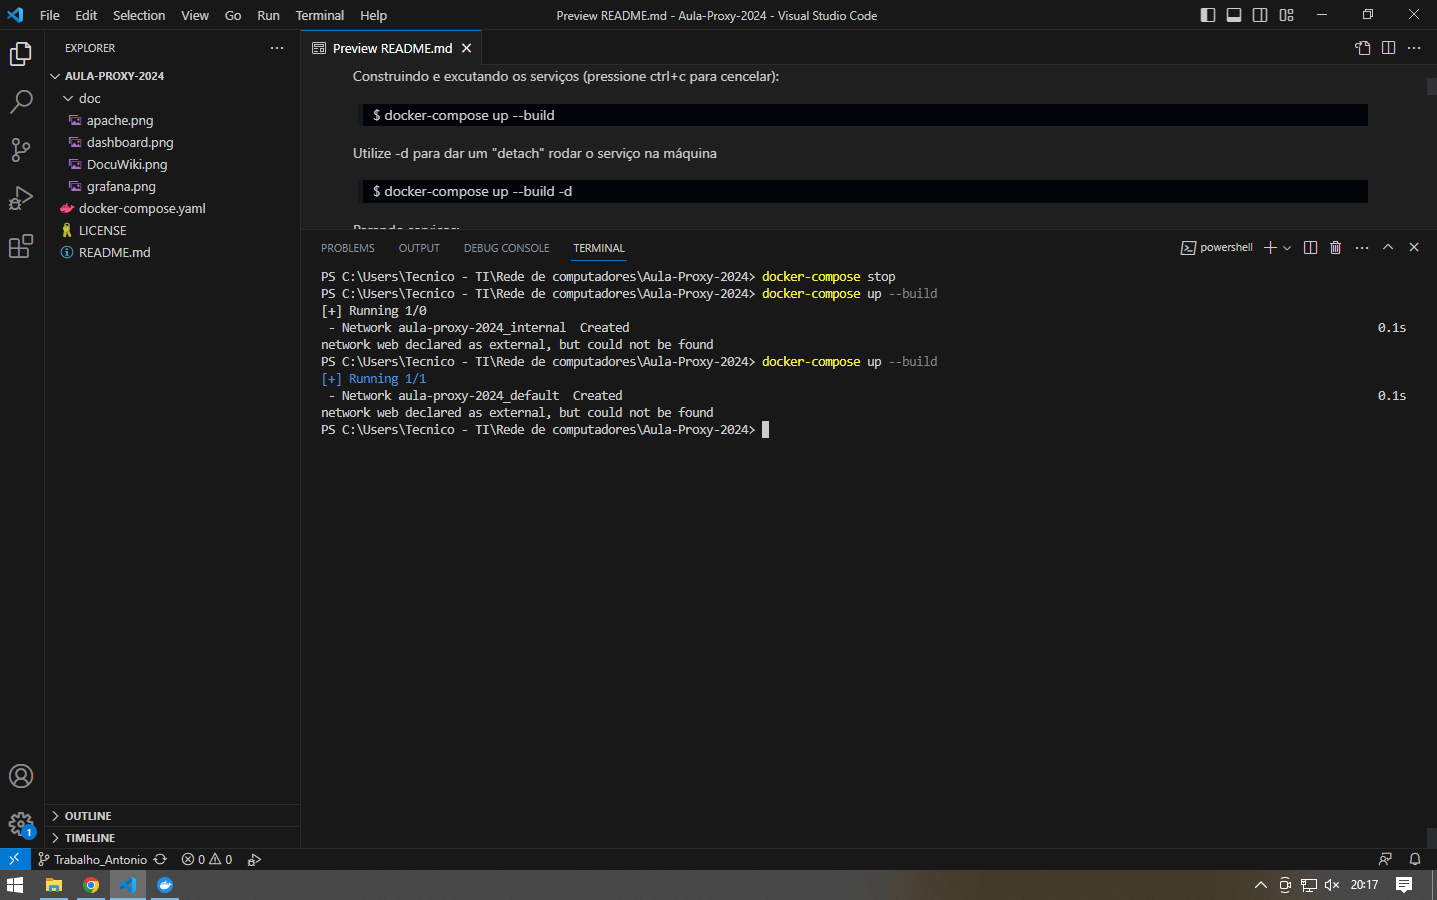 File Edit Selection View Go Run Terminal Help
Preview README.md - Aula-Proxy-2024 - Visual Studio Code
EXPLORER
AULA-PROXY-2024
doc
apache.png
dashboard.png
DocuWiki.png
grafana.png
docker-compose.yaml
LICENSE
README.md
OUTLINE
TIMELINE
Preview README.md
Construindo e excutando os serviços (pressione ctrl+c para cencelar):
$ docker-compose up --build
Utilize -d para dar um "detach" rodar o serviço na máquina
$ docker-compose up --build -d
PROBLEMS OUTPUT DEBUG CONSOLE TERMINAL
powershell
PS C:\Users\Tecnico - TI\Rede de computadores\Aula-Proxy-2024> docker-compose stop
PS C:\Users\Tecnico - TI\Rede de computadores\Aula-Proxy-2024> docker-compose up --build
[+] Running 1/0
- Network aula-proxy-2024_internal Created 0.1s
network web declared as external, but could not be found
PS C:\Users\Tecnico - TI\Rede de computadores\Aula-Proxy-2024> docker-compose up --build
[+] Running 1/1
- Network aula-proxy-2024_default Created 0.1s
network web declared as external, but could not be found
PS C:\Users\Tecnico - TI\Rede de computadores\Aula-Proxy-2024>
1
Trabalho_Antonio 0 0
20:17